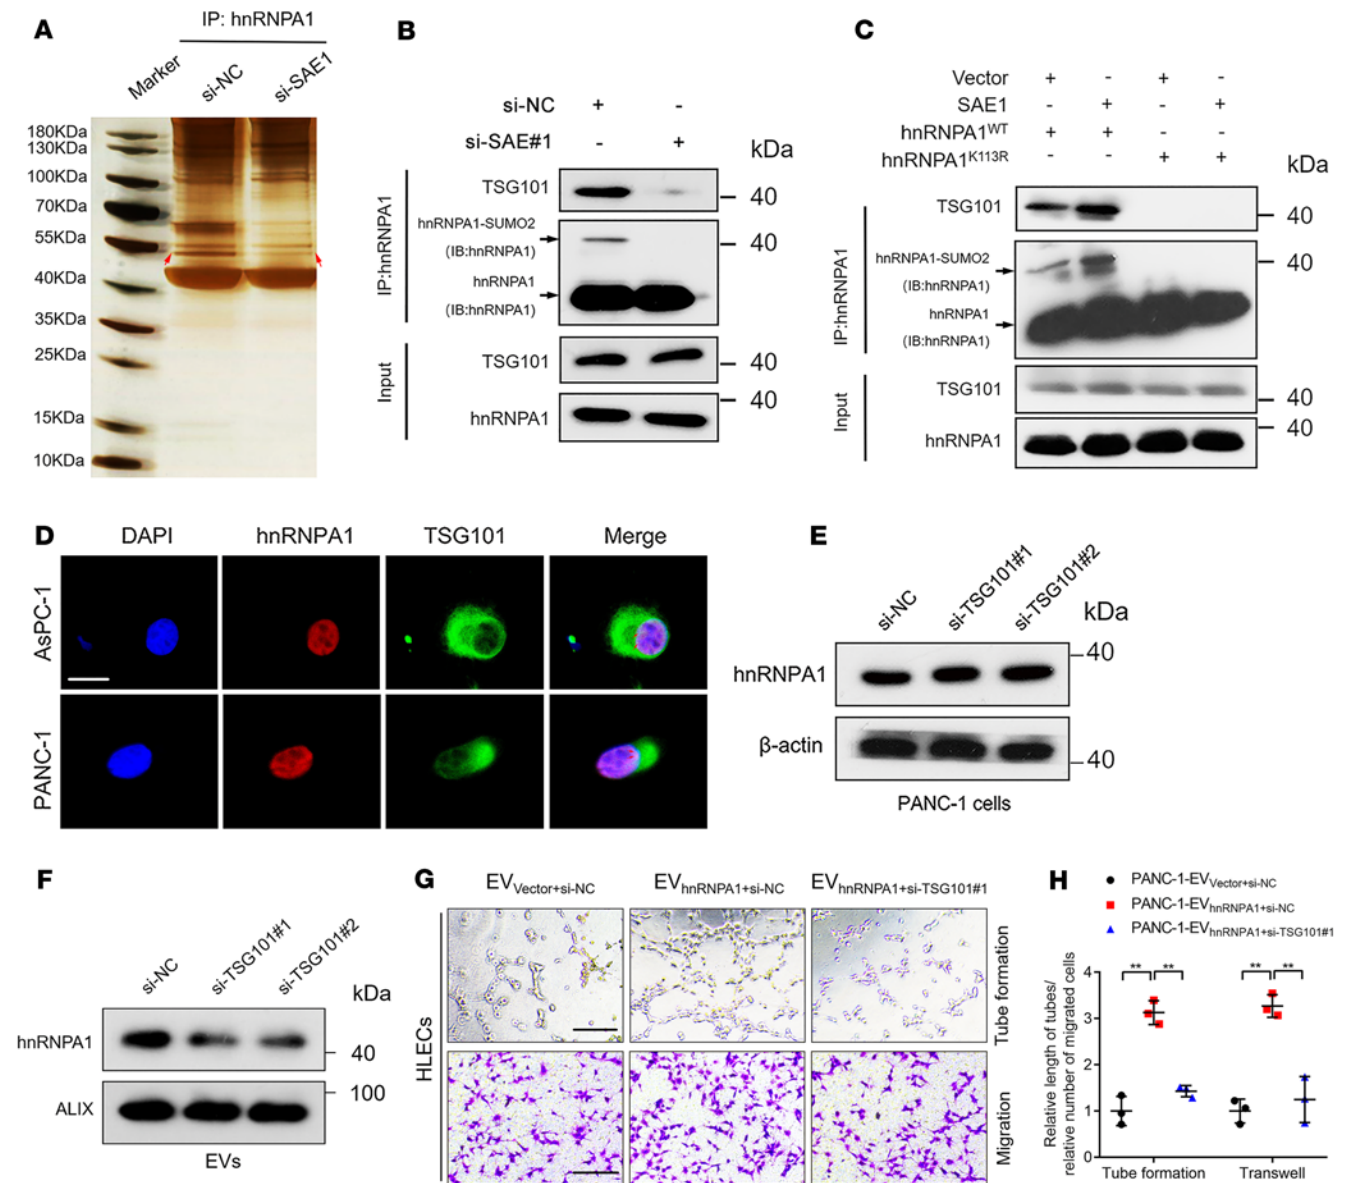 A
IP: hnRNPA1
Marker
si-NC
si-SAE1
180KDa
130KDa
100KDa
70KDa
55KDa
40KDa
35KDa
25KDa
15KDa
10KDa
B
si-NC + -
si-SAE#1 - +
kDa
IP:hnRNPA1
TSG101
40
hnRNPA1-SUMO2
(IB:hnRNPA1)
40
hnRNPA1
(IB:hnRNPA1)
Input
TSG101
40
hnRNPA1
40
C
Vector + - + -
SAE1 - + - +
hnRNPA1WT + + - -
hnRNPA1K113R - - + +
kDa
IP:hnRNPA1
TSG101
40
hnRNPA1-SUMO2
(IB:hnRNPA1)
40
hnRNPA1
(IB:hnRNPA1)
Input
TSG101
40
hnRNPA1
40
D
DAPI hnRNPA1 TSG101 Merge
AsPC-1
PANC-1
E
si-NC
si-TSG101#1
si-TSG101#2
kDa
hnRNPA1
40
β-actin
40
PANC-1 cells
F
si-NC
si-TSG101#1
si-TSG101#2
kDa
hnRNPA1
40
ALIX
100
EVs
G
EVVector+si-NC
EVhnRNPA1+si-NC
EVhnRNPA1+si-TSG101#1
HLECs
Tube formation
Migration
H
PANC-1-EVVector+si-NC
PANC-1-EVhnRNPA1+si-NC
PANC-1-EVhnRNPA1+si-TSG101#1
Relative length of tubes/
relative number of migrated cells
4
3
2
1
0
** ** ** **
Tube formation
Transwell